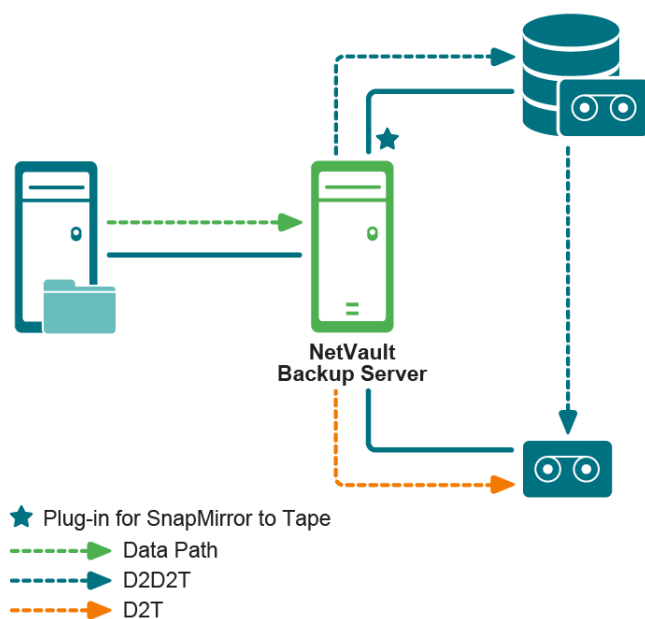 NetVault
Backup Server
Plug-in for SnapMirror to Tape
Data Path
D2D2T
D2T